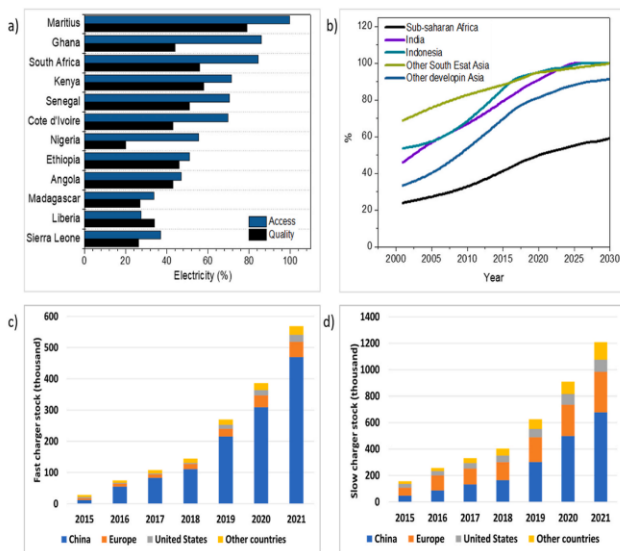 a)
Maritius
Ghana
South Africa
Kenya
Senegal
Cote d'Ivoire
Nigeria
Ethiopia
Angola
Madagascar
Liberia
Sierra Leone
Access
Quality
0 20 40 60 80 100
Electricity (%)
b)
Sub-saharan Africa
India
Indonesia
Other South Esat Asia
Other developin Asia
120
100
80
60
40
20
0
%
2000 2005 2010 2015 2020 2025 2030
Year
c)
Fast charger stock (thousand)
600
500
400
300
200
100
0
2015 2016 2017 2018 2019 2020 2021
China Europe United States Other countries
d)
Slow charger stock (thousand)
1400
1200
1000
800
600
400
200
0
2015 2016 2017 2018 2019 2020 2021
China Europe United States Other countries